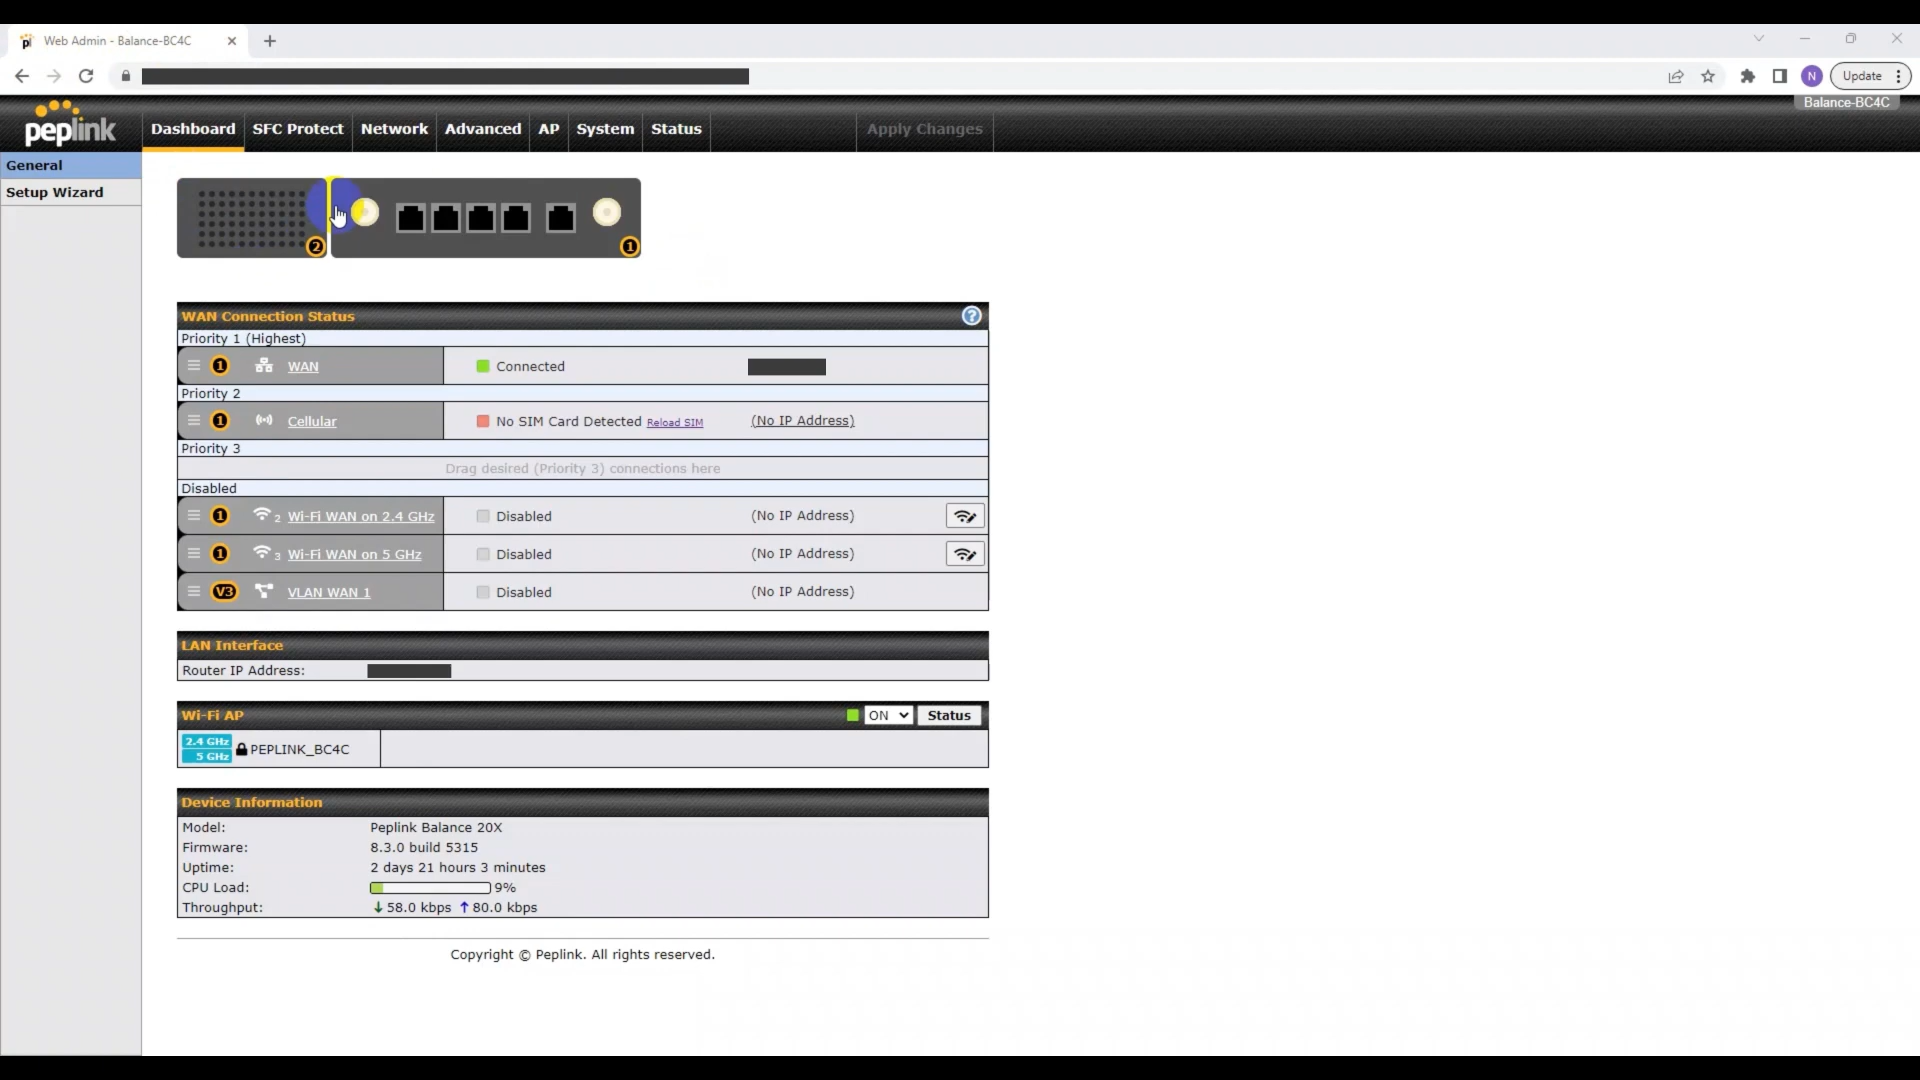 Web Admin - Balance-BC4C
N
Update
Balance-BC4C
peplink
Dashboard SFC Protect Network Advanced AP System Status Apply Changes
General
Setup Wizard
2
1
WAN Connection Status ?
Priority 1 (Highest)
1 WAN Connected
Priority 2
1 Cellular No SIM Card Detected Reload SIM (No IP Address)
Priority 3
Drag desired (Priority 3) connections here
Disabled
1 2 Wi-Fi WAN on 2.4 GHz Disabled (No IP Address)
1 3 Wi-Fi WAN on 5 GHz Disabled (No IP Address)
V3 VLAN WAN 1 Disabled (No IP Address)
LAN Interface
Router IP Address:
Wi-Fi AP ON Status
2.4 GHz
5 GHz
PEPLINK_BC4C
Device Information
Model: Peplink Balance 20X
Firmware: 8.3.0 build 5315
Uptime: 2 days 21 hours 3 minutes
CPU Load: 9%
Throughput: ↓ 58.0 kbps ↑ 80.0 kbps
Copyright © Peplink. All rights reserved.